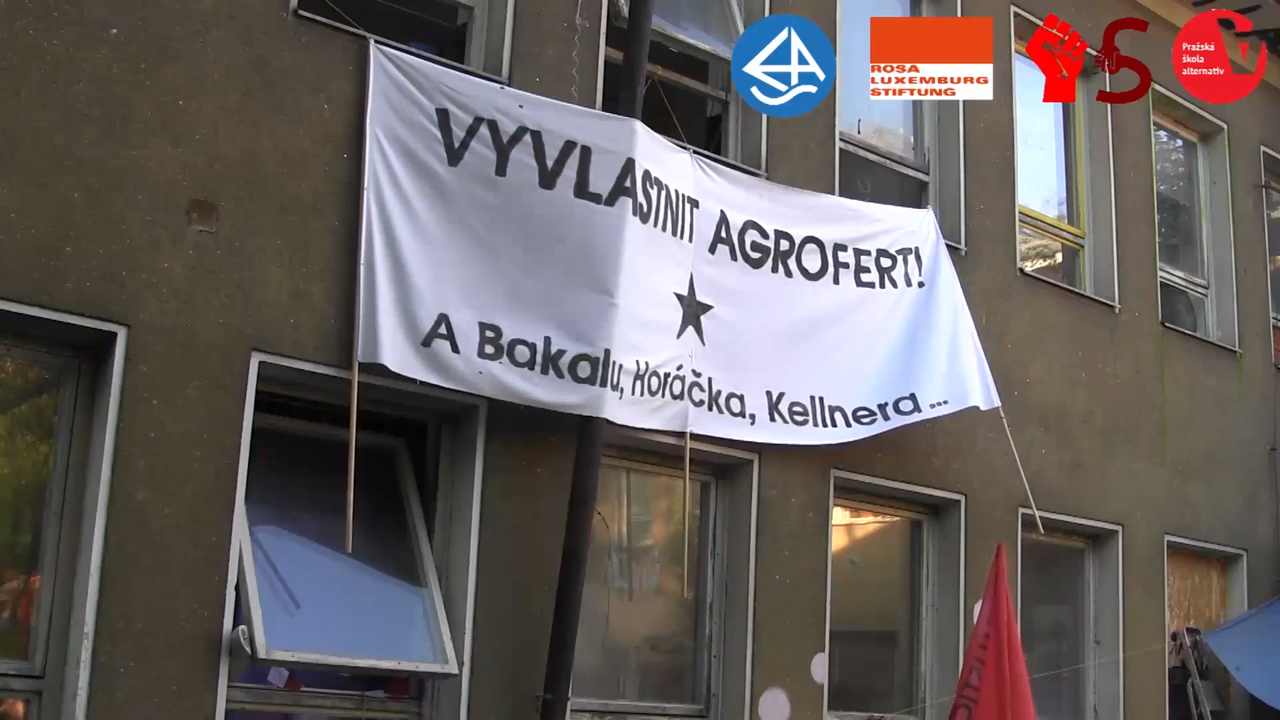 ROSA
LUXEMBURG
STIFTUNG
Pražská
škola
alternativ
VYVLASTNIT AGROFERT!
A Bakalu, Horáčka, Kellnera ...